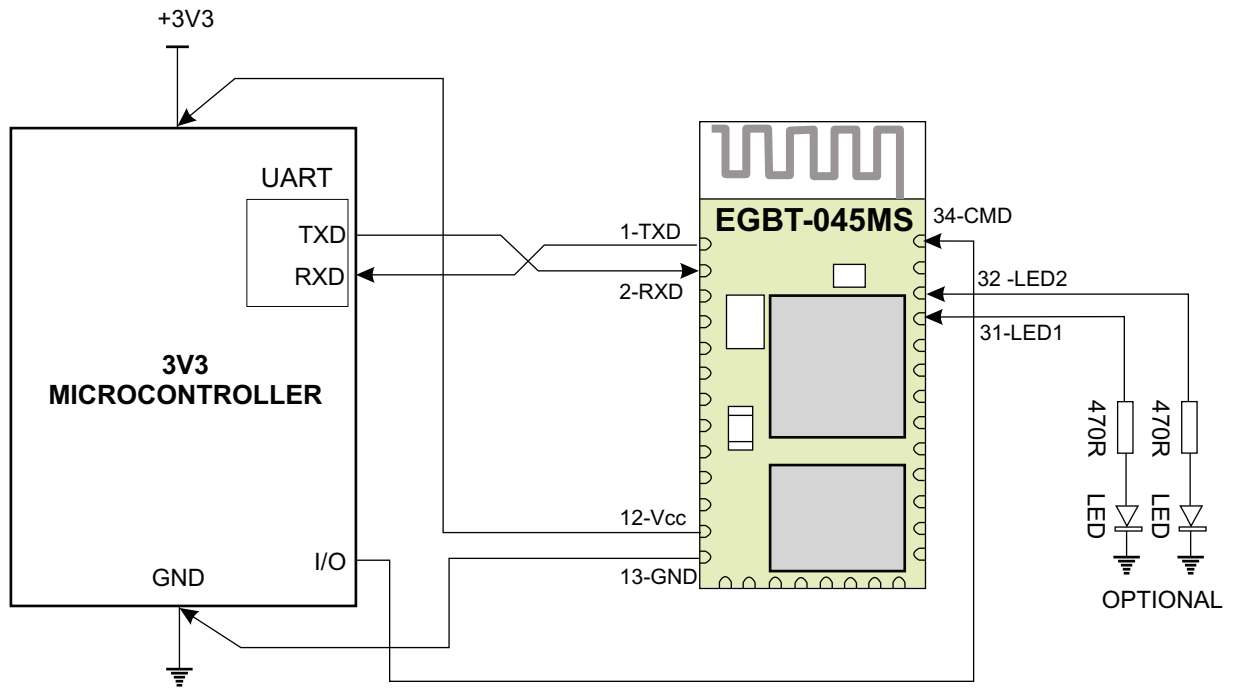 +3V3
UART
TXD
RXD
3V3
MICROCONTROLLER
I/O
GND
EGBT-045MS
1-TXD
2-RXD
12-Vcc
13-GND
34-CMD
32 -LED2
31-LED1
470R
470R
LED
LED
OPTIONAL